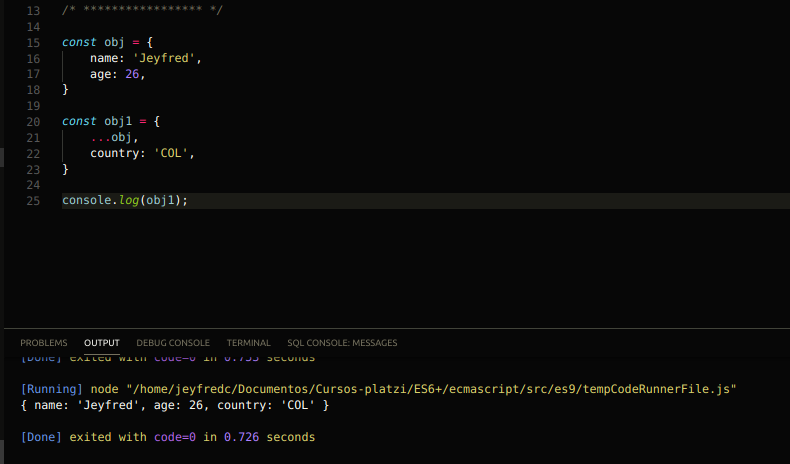 13 /* ***************** */
14
15 const obj = {
16 name: 'Jeyfred',
17 age: 26,
18 }
19
20 const obj1 = {
21 ...obj,
22 country: 'COL',
23 }
24
25 console.log(obj1);
PROBLEMS OUTPUT DEBUG CONSOLE TERMINAL SQL CONSOLE: MESSAGES
[Done] exited with code=0 in 0.755 seconds
[Running] node "/home/jeyfredc/Documentos/Cursos-platzi/ES6+/ecmascript/src/es9/tempCodeRunnerFile.js"
{ name: 'Jeyfred', age: 26, country: 'COL' }
[Done] exited with code=0 in 0.726 seconds